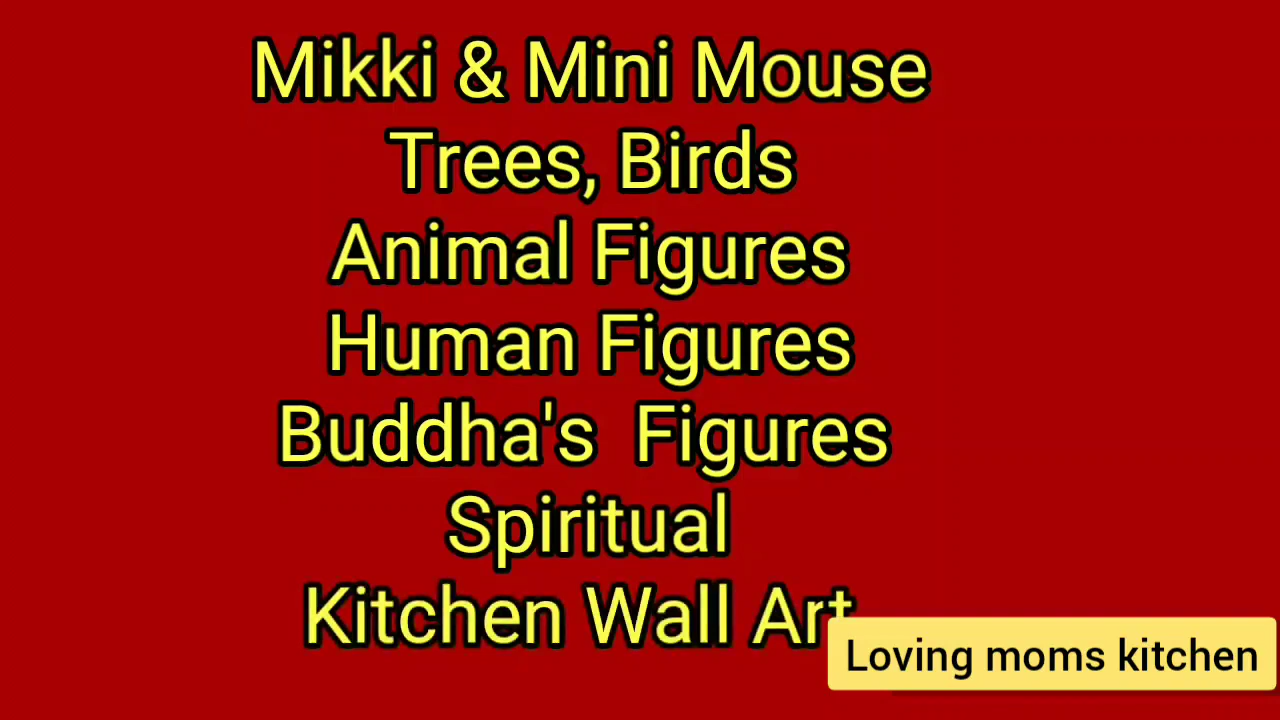 Mikki & Mini Mouse
Trees, Birds
Animal Figures
Human Figures
Buddha's  Figures
Spiritual
Kitchen Wall Art
Loving moms kitchen